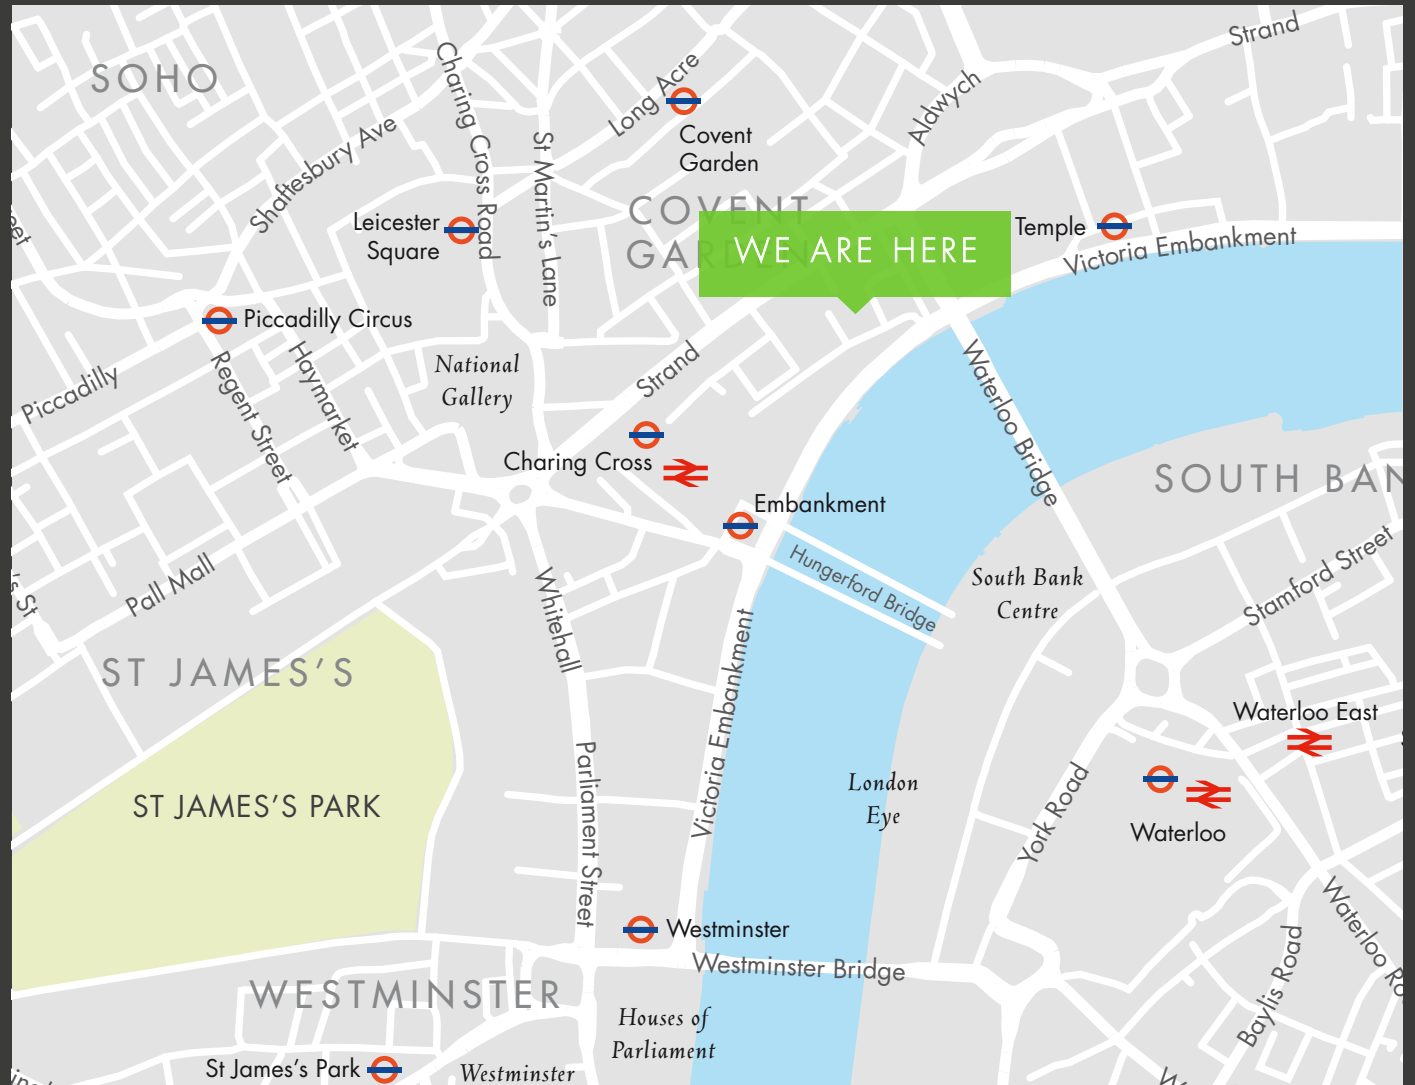 Strand
SOHO
Charing Cross Road
Long Acre
Aldwych
Covent
Garden
Shaftesbury Ave
St Martin's Lane
COVENT
GARDEN
WE ARE HERE
Leicester
Square
Temple
Victoria Embankment
Piccadilly Circus
National
Gallery
Strand
Haymarket
Regent Street
Piccadilly
Waterloo Bridge
Charing Cross
SOUTH BAN
Embankment
Hungerford Bridge
South Bank
Centre
Stamford Street
Pall Mall
's St
Whitehall
ST JAMES'S
Victoria Embankment
Waterloo East
ST JAMES'S PARK
Parliament Street
London
Eye
York Road
Waterloo
Westminster
Westminster Bridge
Waterloo Ro
Baylis Road
WESTMINSTER
Houses of
Parliament
St James's Park
Westminster